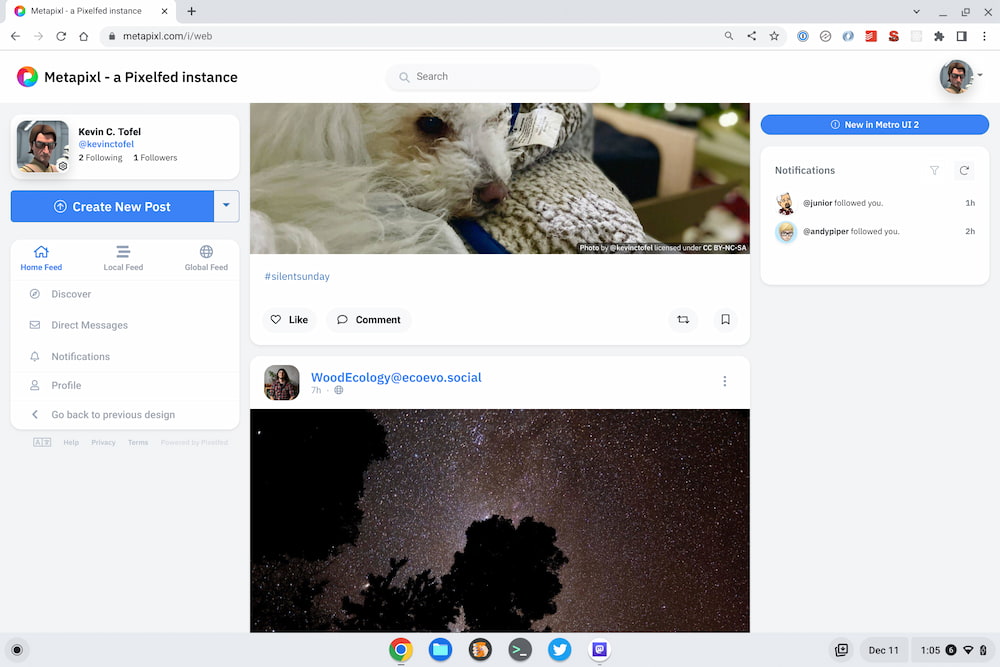 Metapixl - a Pixelfed instance
metapixl.com/i/web
Metapixl - a Pixelfed instance
Search
Kevin C. Tofel
@kevinctofel
2 Following 1 Followers
Create New Post
Home Feed
Local Feed
Global Feed
Discover
Direct Messages
Notifications
Profile
Go back to previous design
Help Privacy Terms Powered by Pixelfed
Photo by @kevinctofel licensed under CC BY-NC-SA
#silentsunday
Like
Comment
WoodEcology@ecoevo.social
7h ·
New in Metro UI 2
Notifications
@junior followed you. 1h
@andypiper followed you. 2h
Dec 11
1:05 6